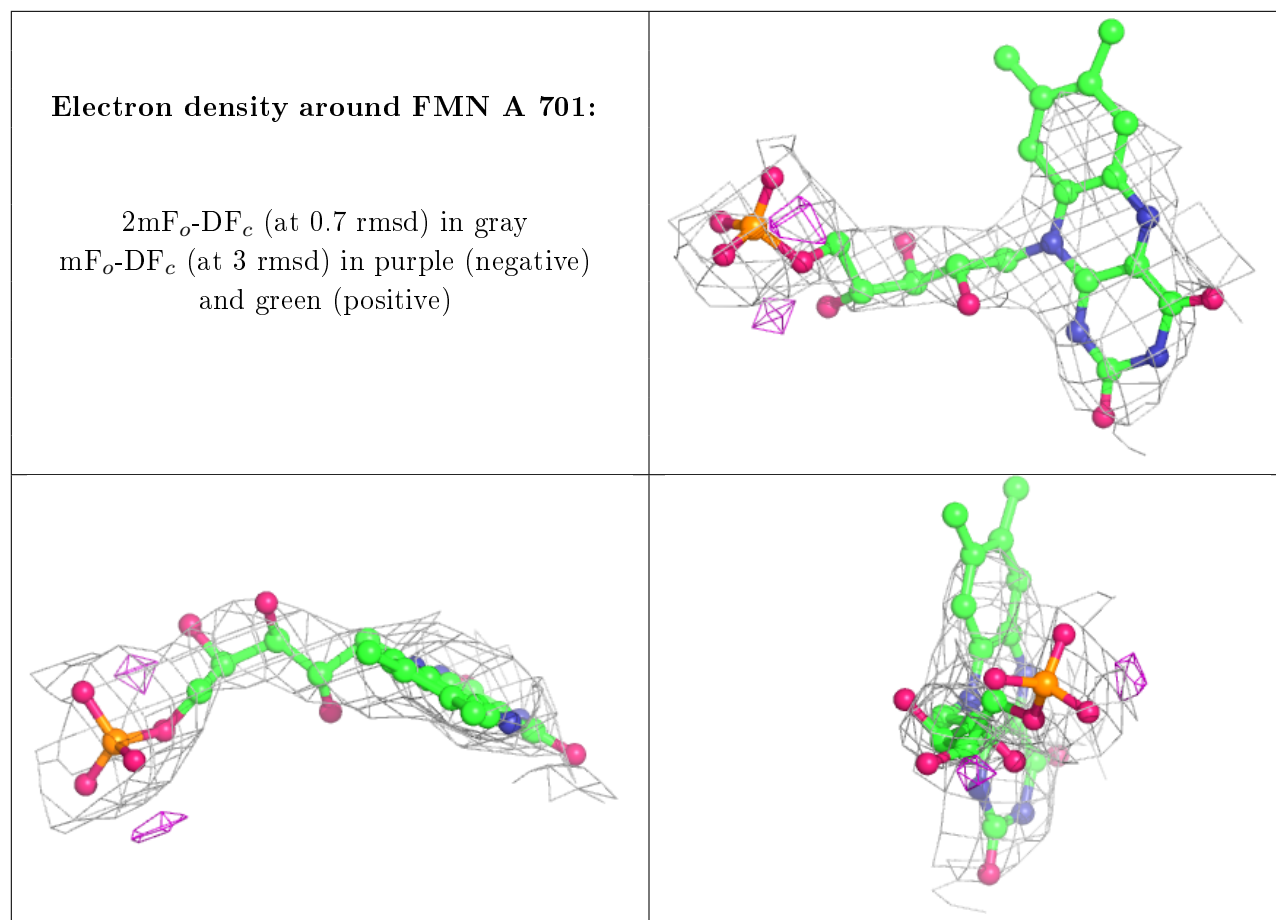 Electron density around FMN A 701:
2mFo-DFc (at 0.7 rmsd) in gray
mFo-DFc (at 3 rmsd) in purple (negative)
and green (positive)